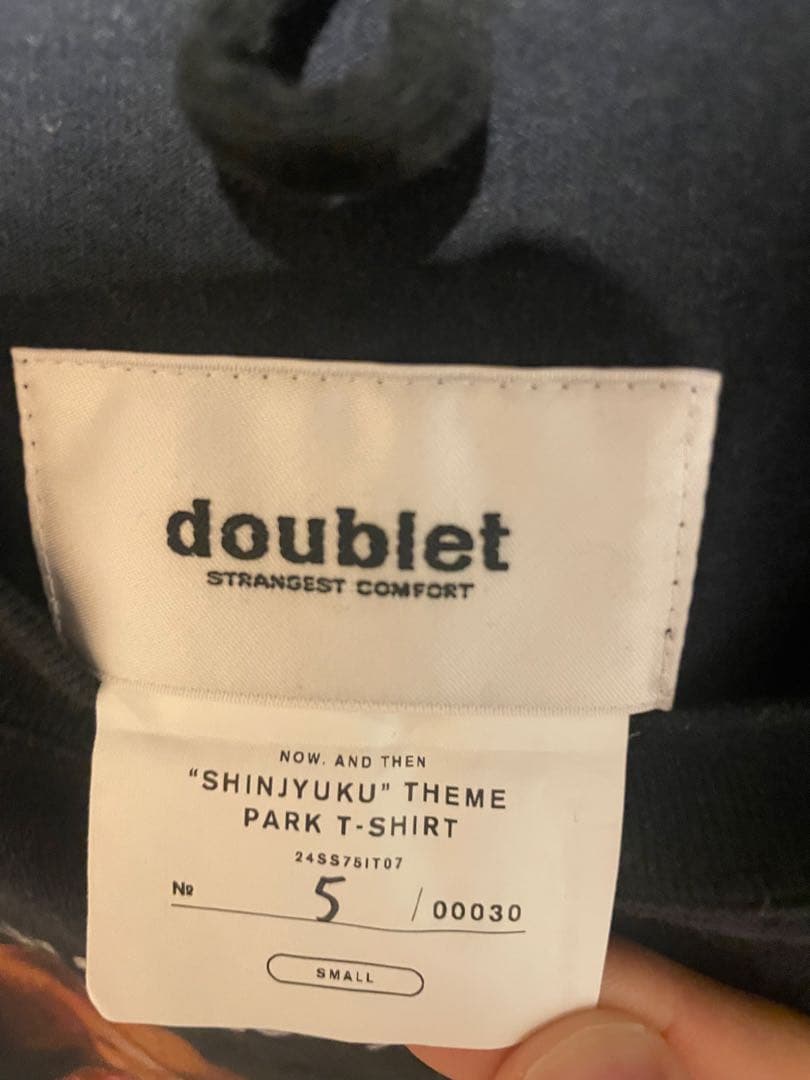 doublet
STRANGEST COMFORT
NOW, AND THEN
"SHINJYUKU" THEME
PARK T-SHIRT
24SS75IT07
№ 5 / 00030
SMALL